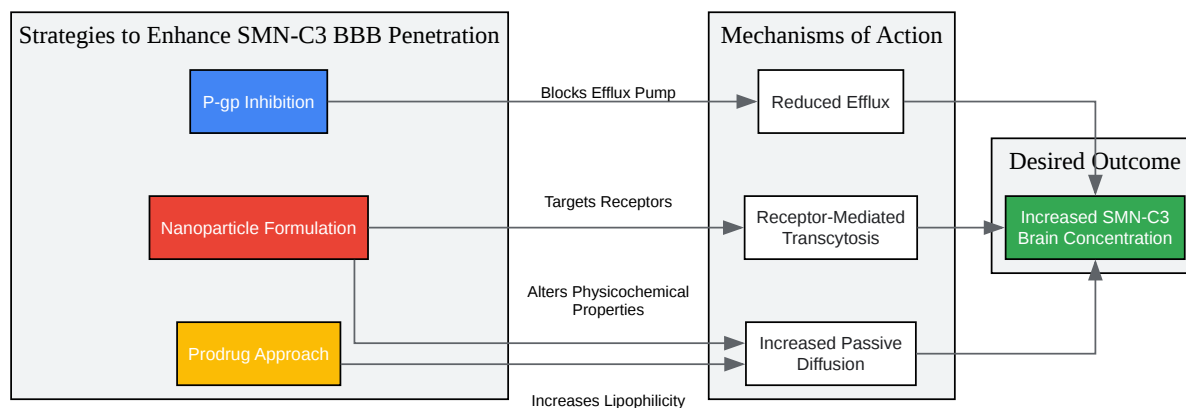 Strategies to Enhance SMN-C3 BBB Penetration
P-gp Inhibition
Nanoparticle Formulation
Prodrug Approach
Blocks Efflux Pump
Targets Receptors
Alters Physicochemical
Properties
Increases Lipophilicity
Mechanisms of Action
Reduced Efflux
Receptor-Mediated
Transcytosis
Increased Passive
Diffusion
Desired Outcome
Increased SMN-C3
Brain Concentration